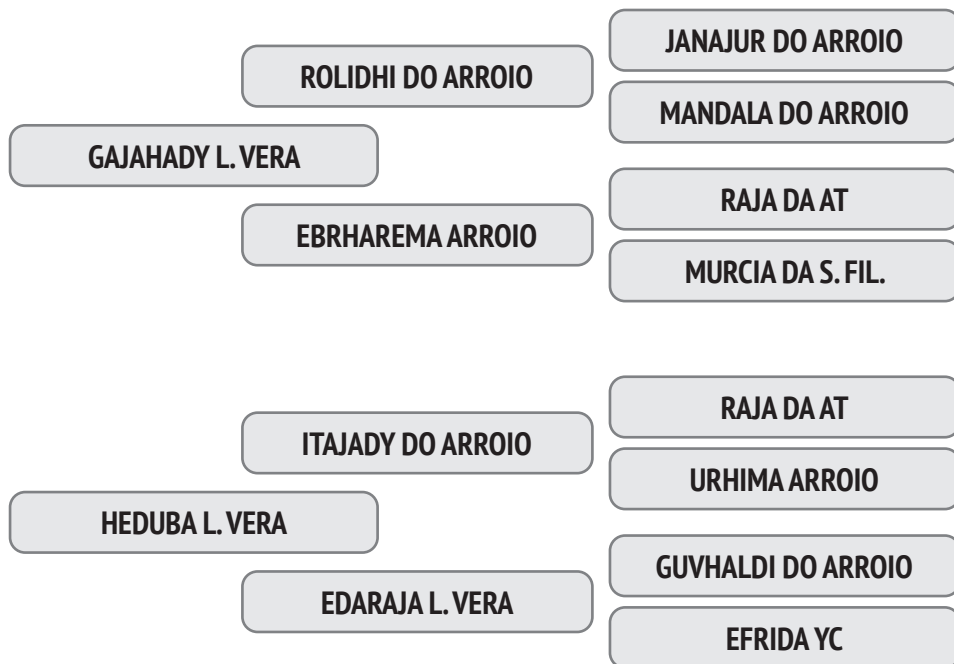 JANAJUR DO ARROIO
ROLIDHI DO ARROIO
MANDALA DO ARROIO
GAJAHADY L. VERA
RAJA DA AT
EBRHAREMA ARROIO
MURCIA DA S. FIL.
RAJA DA AT
ITAJADY DO ARROIO
URHIMA ARROIO
HEDUBA L. VERA
GUVHALDI DO ARROIO
EDARAJA L. VERA
EFRIDA YC